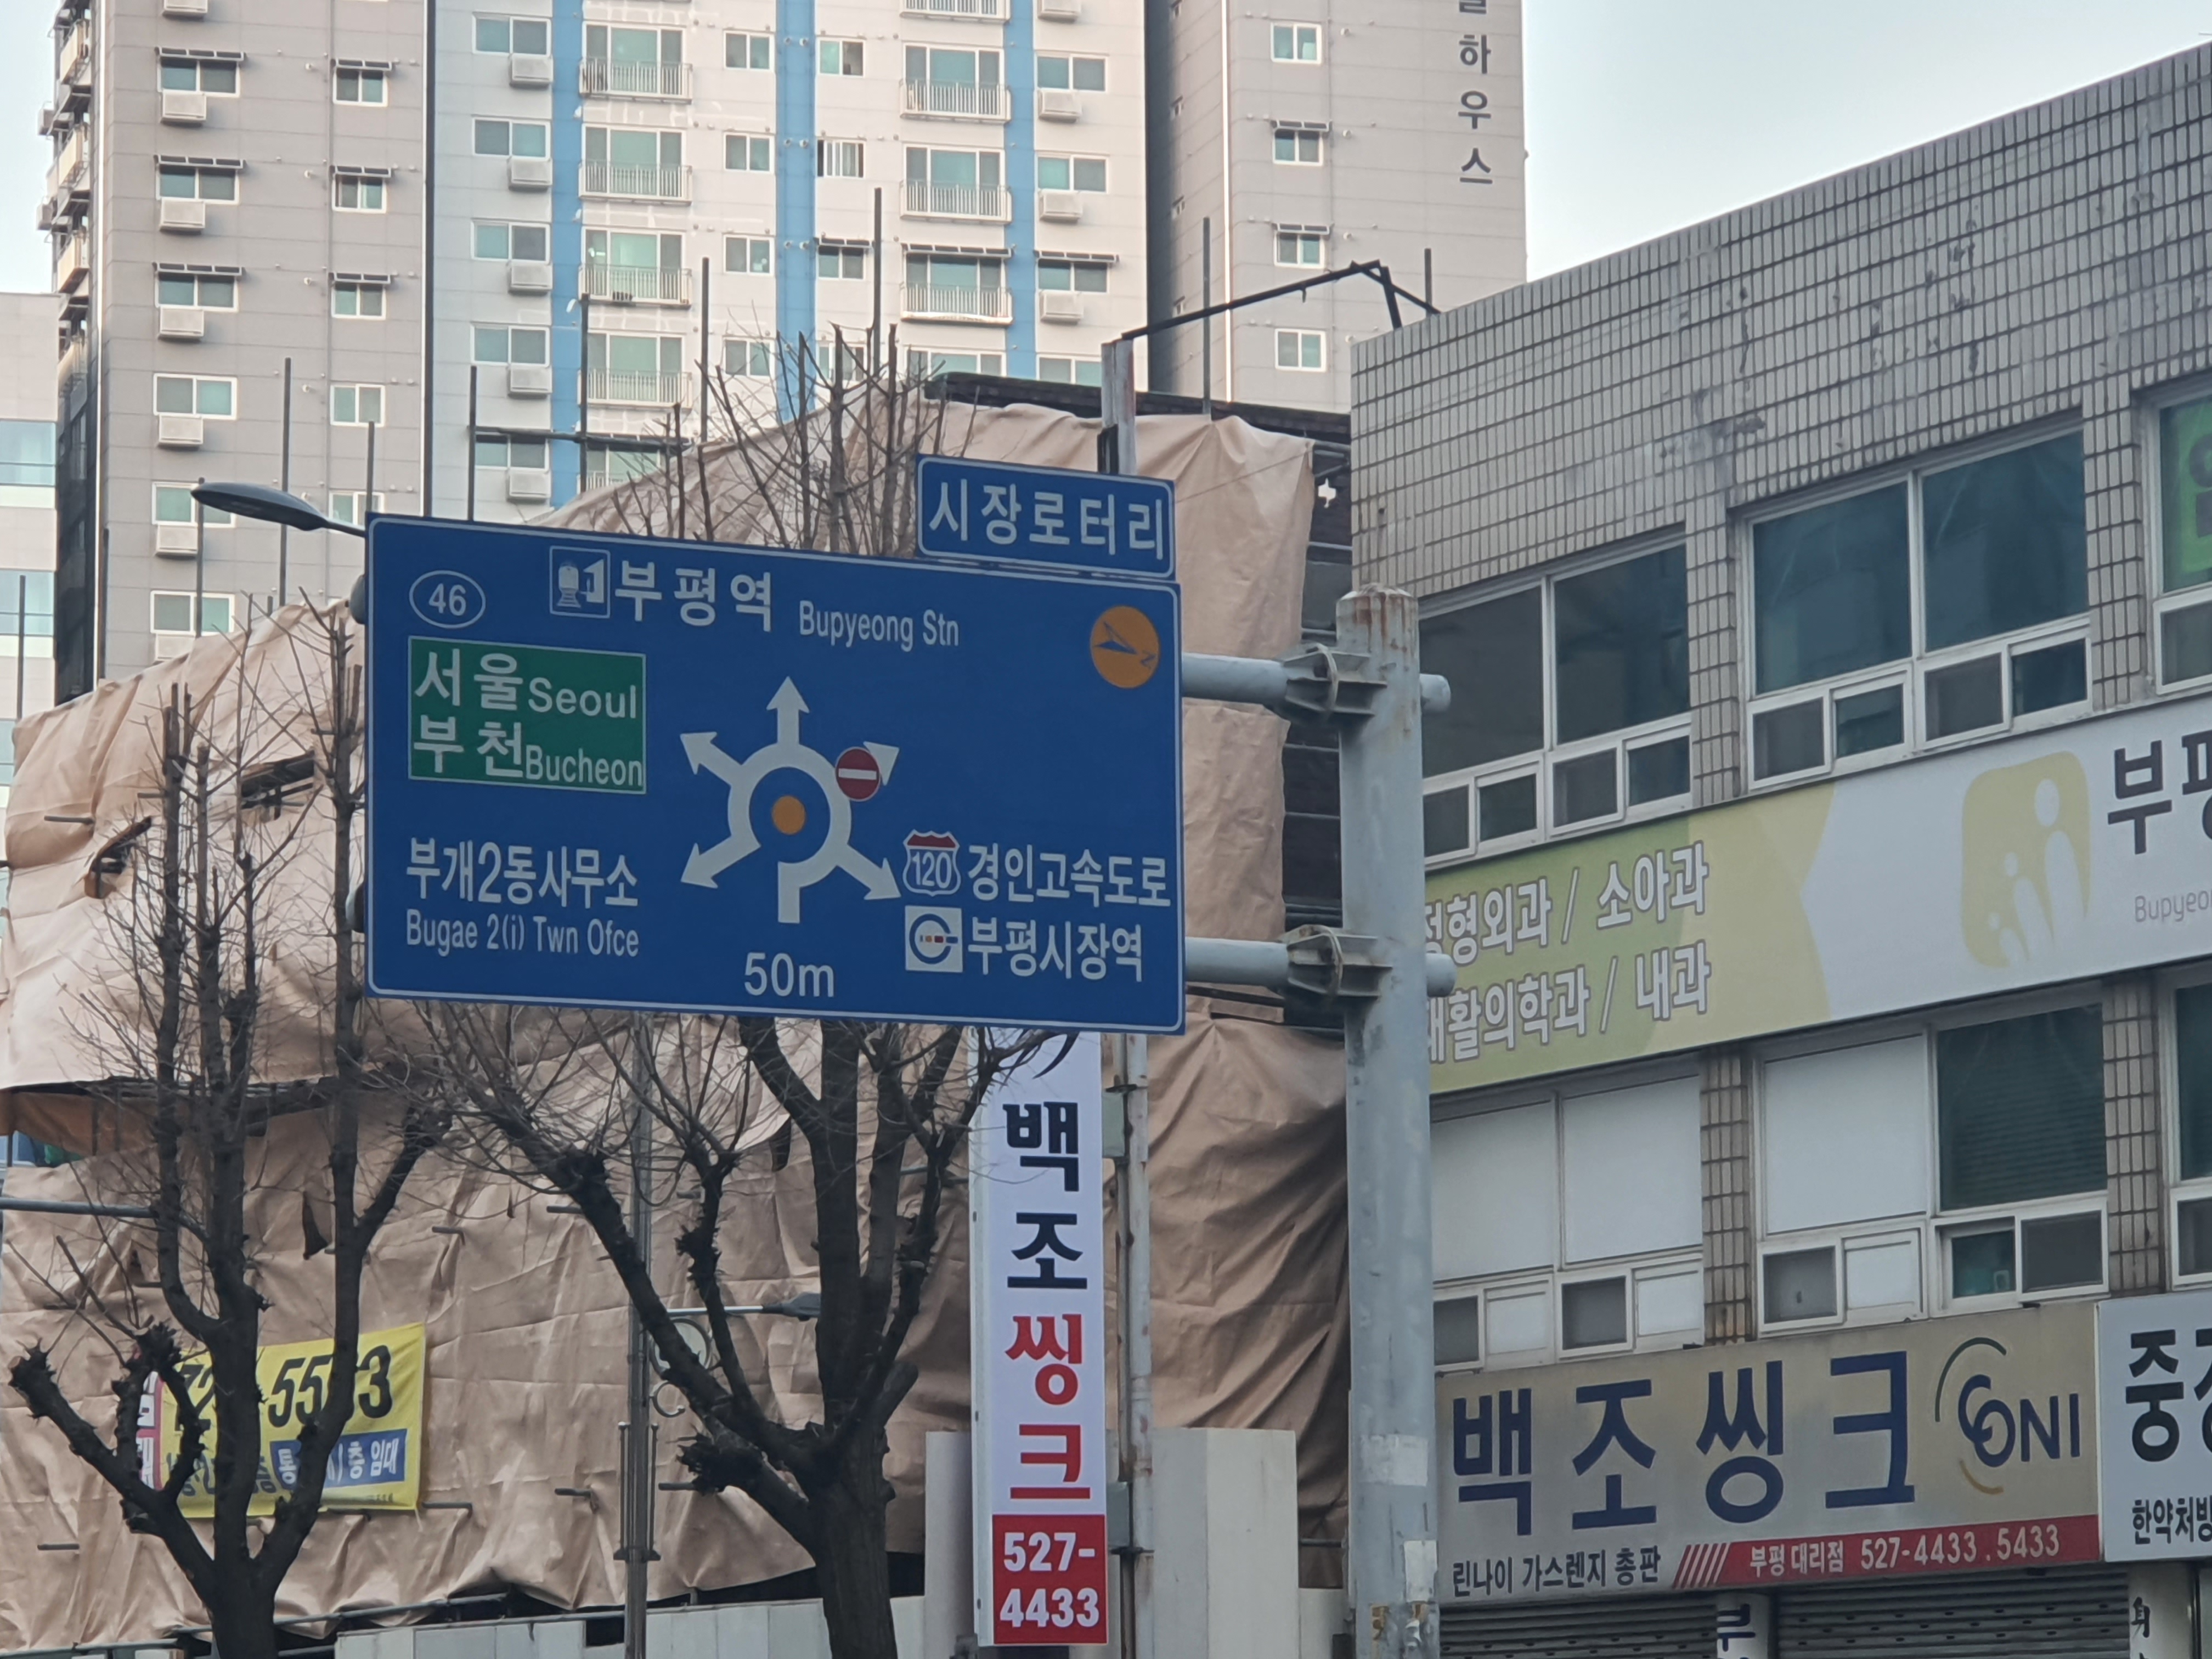 하우스
시장로터리
46
부평역 Bupyeong Stn
서울 Seoul
부천 Bucheon
부개2동사무소
Bugae 2(i) Twn Ofce
120 경인고속도로
부평시장역
50m
형외과 / 소아과
활의학과 / 내과
백조씽크
527-
4433
임대
백조씽크 ONI
린나이 가스렌지 총판
부평 대리점 527-4433 . 5433